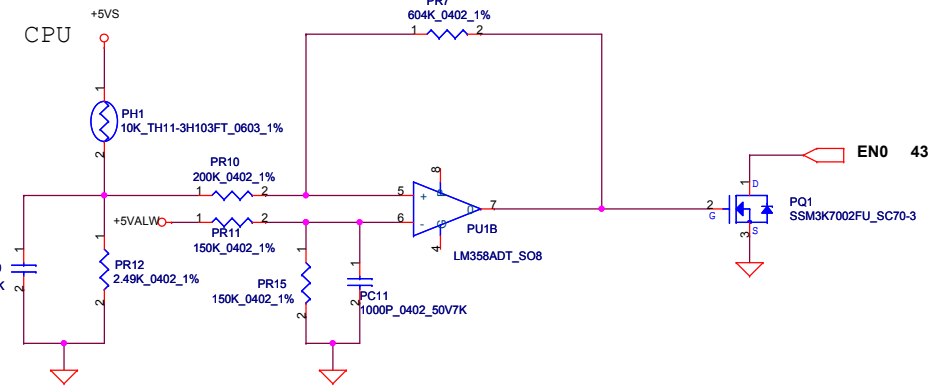 PR7
604K_0402_1%
1
2
+5VS
CPU
1
PH1
10K_TH11-3H103FT_0603_1%
2
PR10
200K_0402_1%
1
2
8
5
+
P
EN0
43
1
D
+5VALW
1
2
6
-
O
7
2
G
PQ1
SSM3K7002FU_SC70-3
PR11
150K_0402_1%
G
4
PU1B
LM358ADT_SO8
3
S
1
1
PR12
2.49K_0402_1%
2
2
K
1
1
PR15
150K_0402_1%
2
2
PC11
1000P_0402_50V7K